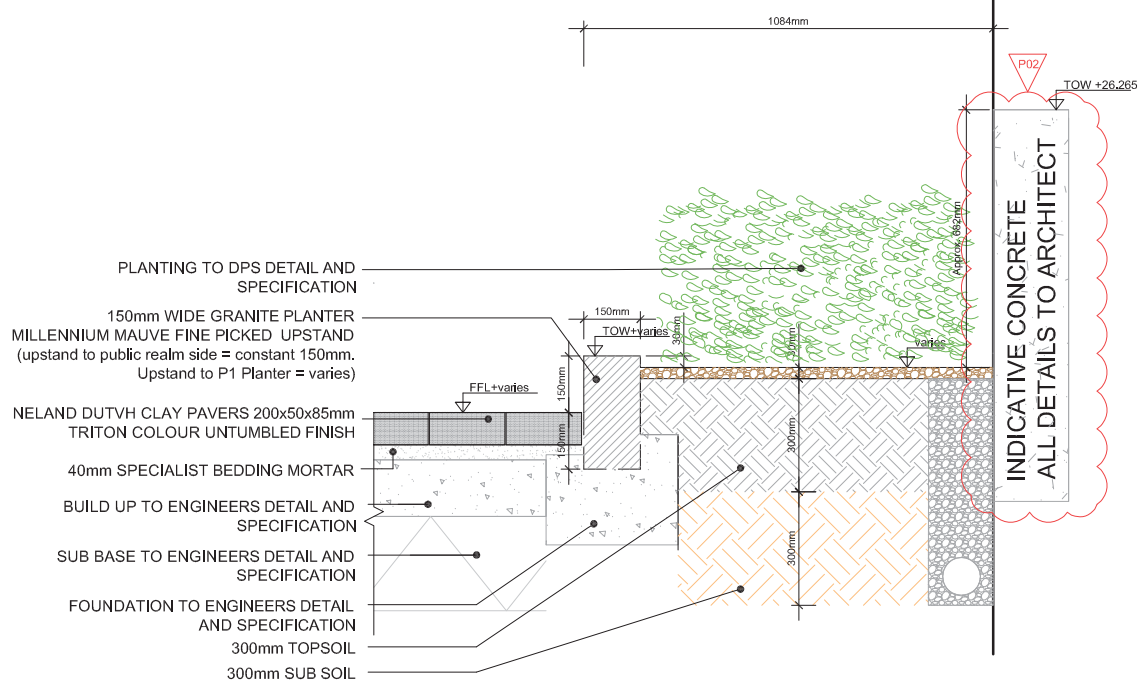 1084mm
P02
TOW +26.265
INDICATIVE CONCRETE
ALL DETAILS TO ARCHITECT
Approx. 682mm
PLANTING TO DPS DETAIL AND
SPECIFICATION
150mm WIDE GRANITE PLANTER
MILLENNIUM MAUVE FINE PICKED UPSTAND
(upstand to public realm side = constant 150mm.
Upstand to P1 Planter = varies)
150mm
TOW+varies
30mm
30mm
varies
FFL+varies
150mm
150mm
300mm
300mm
NELAND DUTVH CLAY PAVERS 200x50x85mm
TRITON COLOUR UNTUMBLED FINISH
40mm SPECIALIST BEDDING MORTAR
BUILD UP TO ENGINEERS DETAIL AND
SPECIFICATION
SUB BASE TO ENGINEERS DETAIL AND
SPECIFICATION
FOUNDATION TO ENGINEERS DETAIL
AND SPECIFICATION
300mm TOPSOIL
300mm SUB SOIL